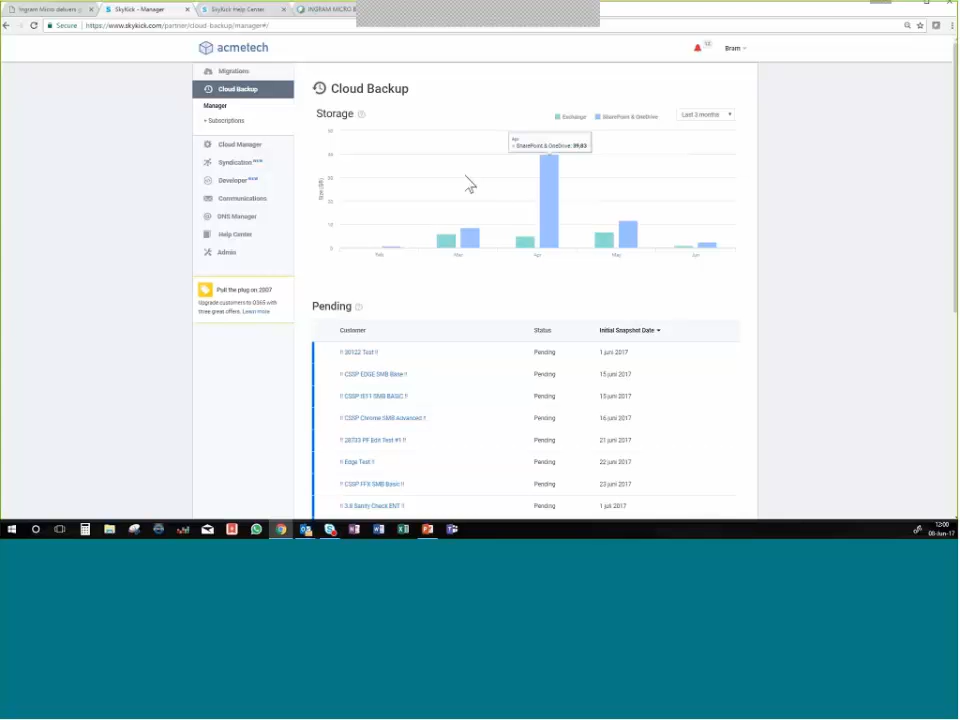 Ingram Micro delivers
SkyKick - Manager
SkyKick Help Center
INGRAM MICRO
Secure https://www.skykick.com/partner/cloud-backup/manager#/
acmetech
12
Bram
Migrations
Cloud Backup
Manager
+ Subscriptions
Cloud Manager
Syndication NEW
Developer NEW
Communications
DNS Manager
Help Center
Admin
Pull the plug on 2007
Upgrade customers to O365 with
three great offers. Learn more
Cloud Backup
Storage
Exchange
SharePoint & OneDrive
Last 3 months
Apr
SharePoint & OneDrive: 39,83
Size (GB)
50
40
30
20
10
0
Feb
Mar
Apr
May
Jun
Pending
Customer Status Initial Snapshot Date
!! 30122 Test !! Pending 1 juni 2017
!! CSSP EDGE SMB Base !! Pending 15 juni 2017
!! CSSP IE11 SMB BASIC !! Pending 15 juni 2017
!! CSSP Chrome SMB Advanced !! Pending 16 juni 2017
!! 28733 PF Edit Test #1 !! Pending 21 juni 2017
!! Edge Test !! Pending 22 juni 2017
!! CSSP FFX SMB Basic !! Pending 23 juni 2017
!! 3.8 Sanity Check ENT !! Pending 1 juli 2017
12:00
08-Jun-17